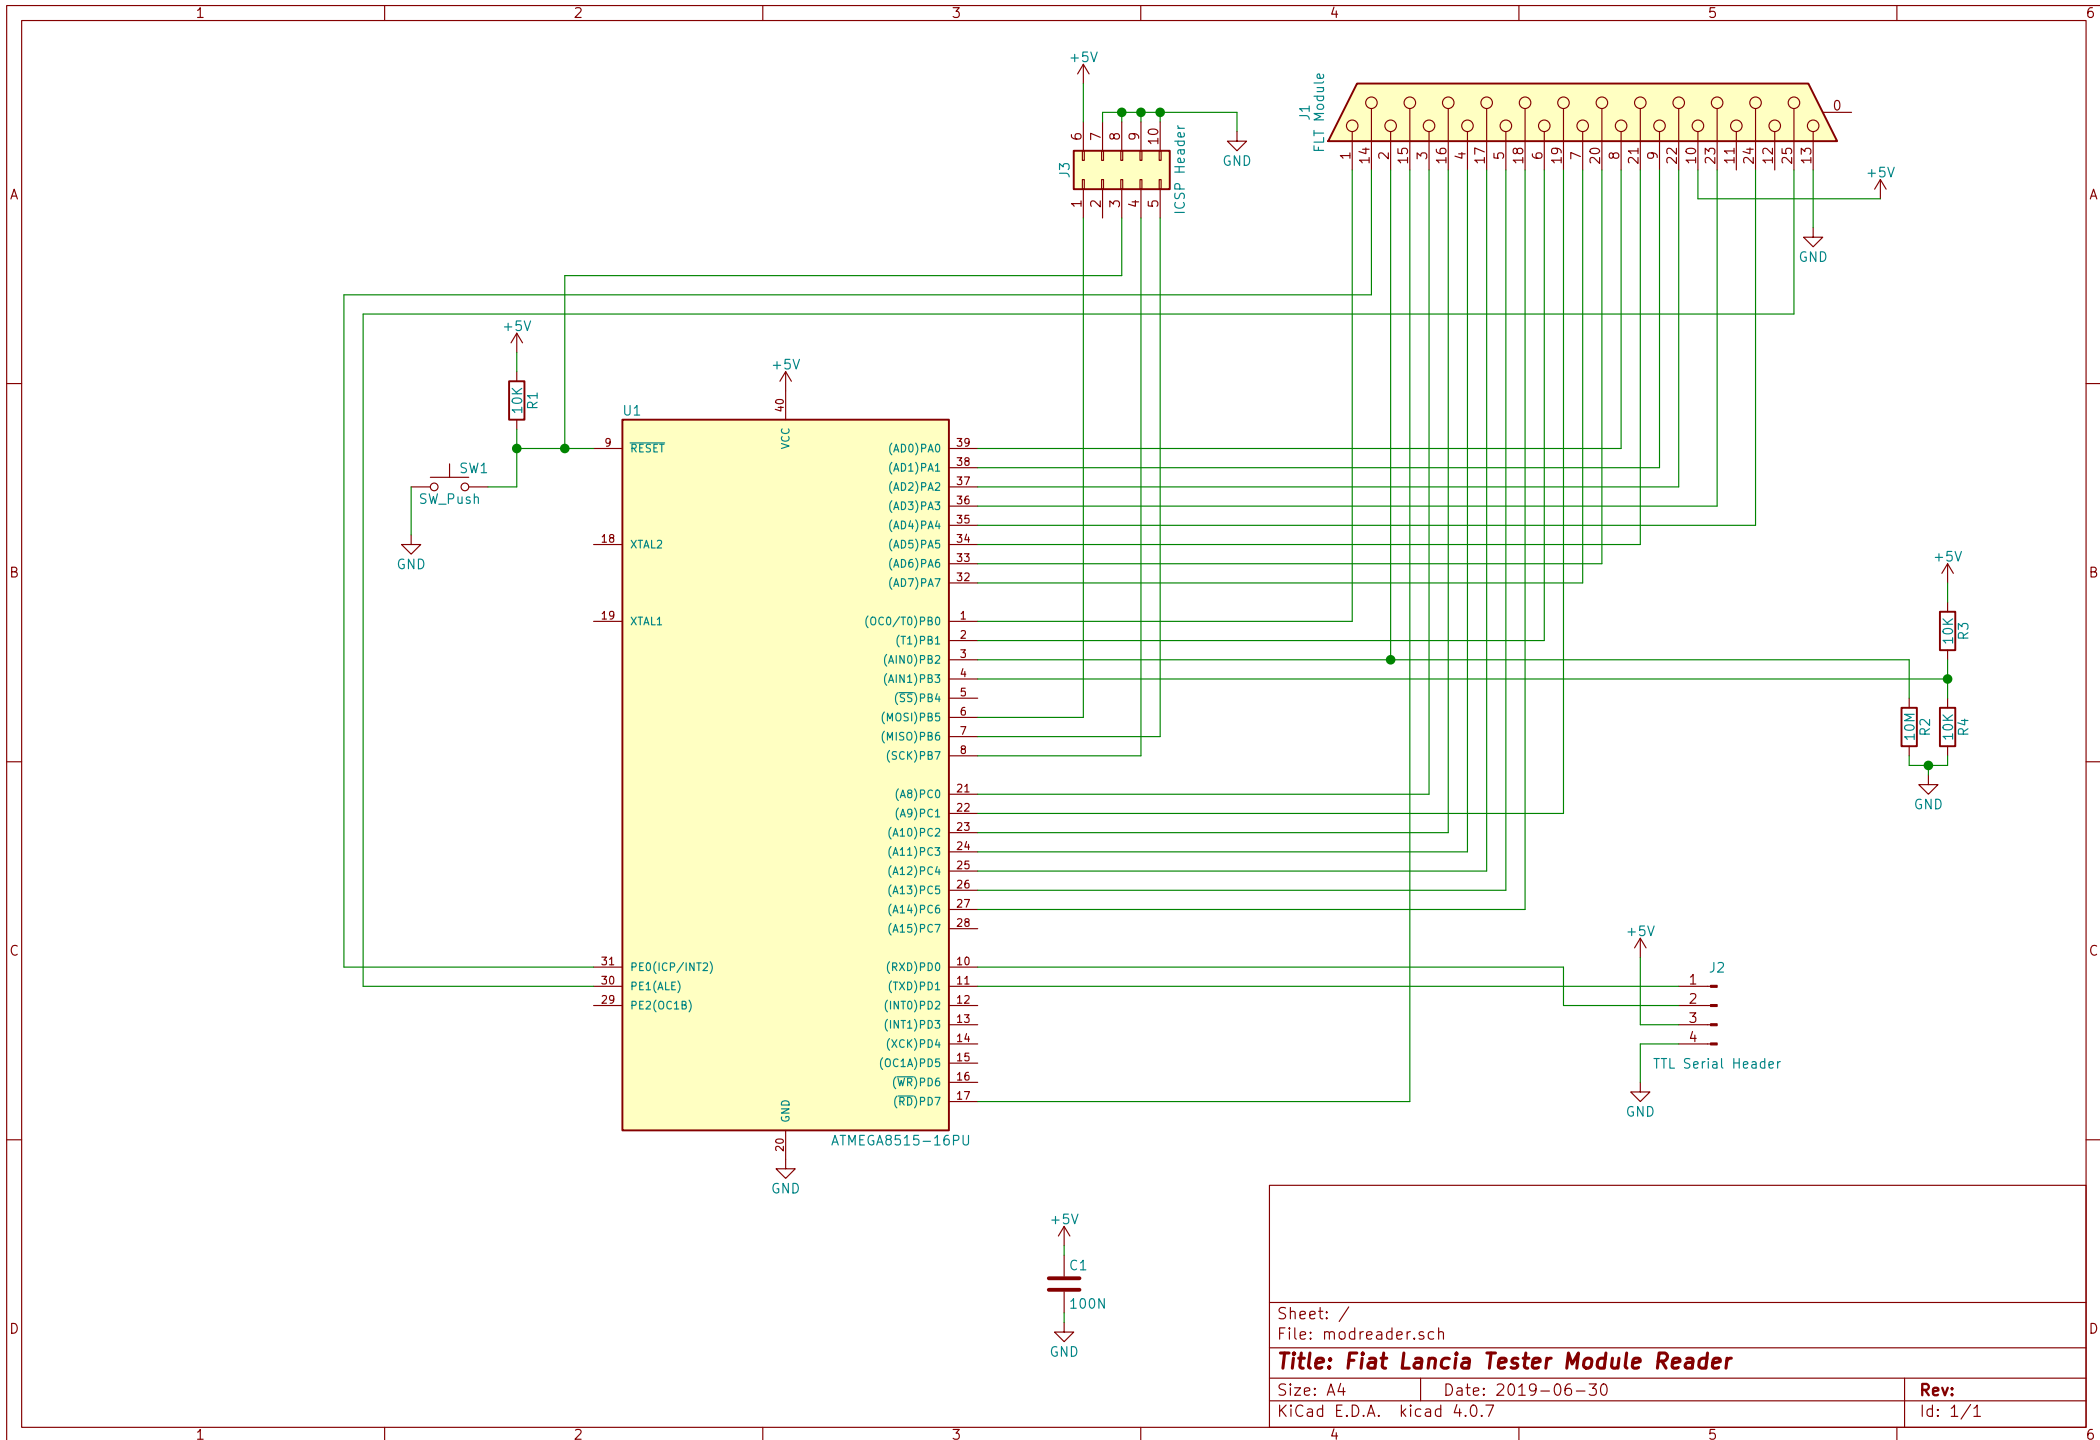 1 2 3 4 5 6
A
B
C
D
A
B
C
D
+5V
6 7 8 9 10
J3
ICSP Header
1 2 3 4 5
GND
J1
FLT Module
0
1 14 2 15 3 16 4 17 5 18 6 19 7 20 8 21 9 22 10 23 11 24 12 25 13
+5V
GND
+5V
10K
R1
SW1
SW_Push
GND
+5V
40
VCC
U1
9 RESET
18 XTAL2
19 XTAL1
31 PE0(ICP/INT2)
30 PE1(ALE)
29 PE2(OC1B)
(AD0)PA0 39
(AD1)PA1 38
(AD2)PA2 37
(AD3)PA3 36
(AD4)PA4 35
(AD5)PA5 34
(AD6)PA6 33
(AD7)PA7 32
(OC0/T0)PB0 1
(T1)PB1 2
(AIN0)PB2 3
(AIN1)PB3 4
(SS)PB4 5
(MOSI)PB5 6
(MISO)PB6 7
(SCK)PB7 8
(A8)PC0 21
(A9)PC1 22
(A10)PC2 23
(A11)PC3 24
(A12)PC4 25
(A13)PC5 26
(A14)PC6 27
(A15)PC7 28
(RXD)PD0 10
(TXD)PD1 11
(INT0)PD2 12
(INT1)PD3 13
(XCK)PD4 14
(OC1A)PD5 15
(WR)PD6 16
(RD)PD7 17
GND
20
ATMEGA8515-16PU
GND
+5V
10K
R3
10M
R2
10K
R4
GND
+5V
J2
1
2
3
4
TTL Serial Header
GND
+5V
C1
100N
GND
Sheet: /
File: modreader.sch
Title: Fiat Lancia Tester Module Reader
Size: A4 Date: 2019-06-30 Rev:
KiCad E.D.A. kicad 4.0.7 Id: 1/1
1 2 3 4 5 6